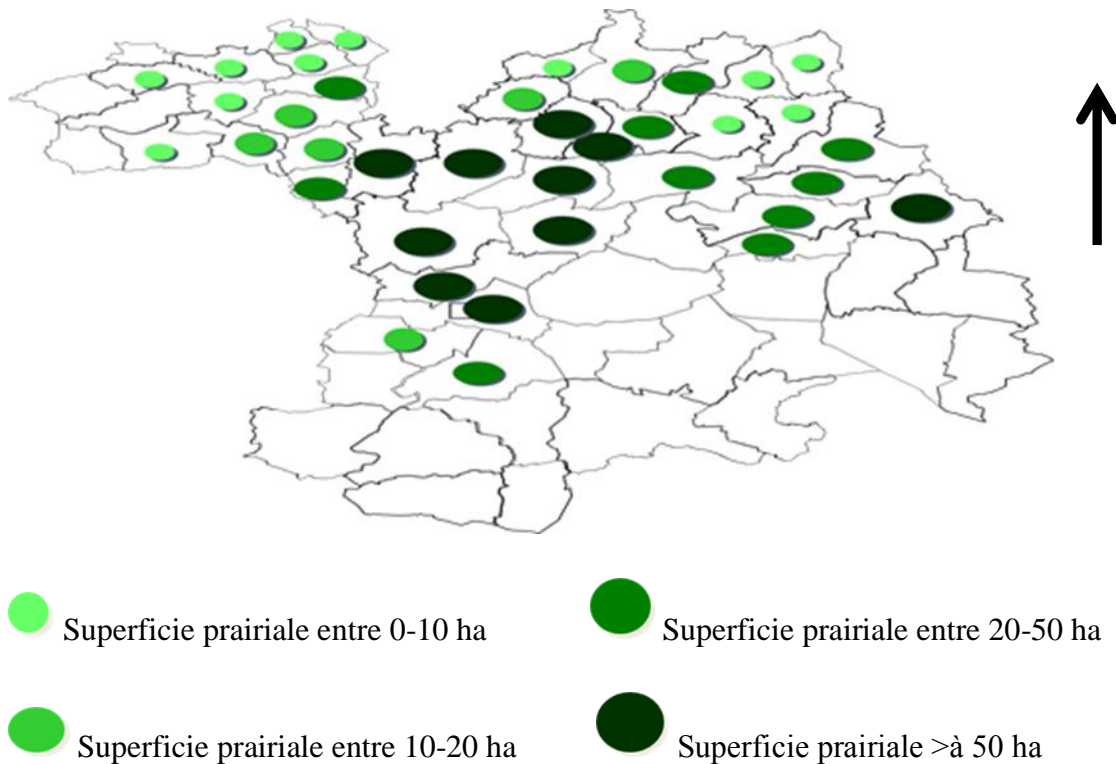 Superficie prairiale entre 0-10 ha
Superficie prairiale entre 20-50 ha
Superficie prairiale entre 10-20 ha
Superficie prairiale >à 50 ha